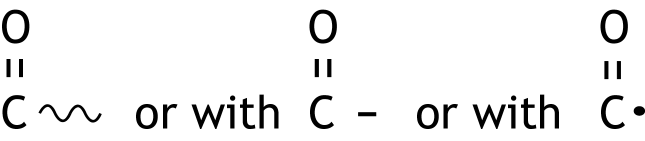 O O O
|| || ||
C 〰 or with C – or with C•